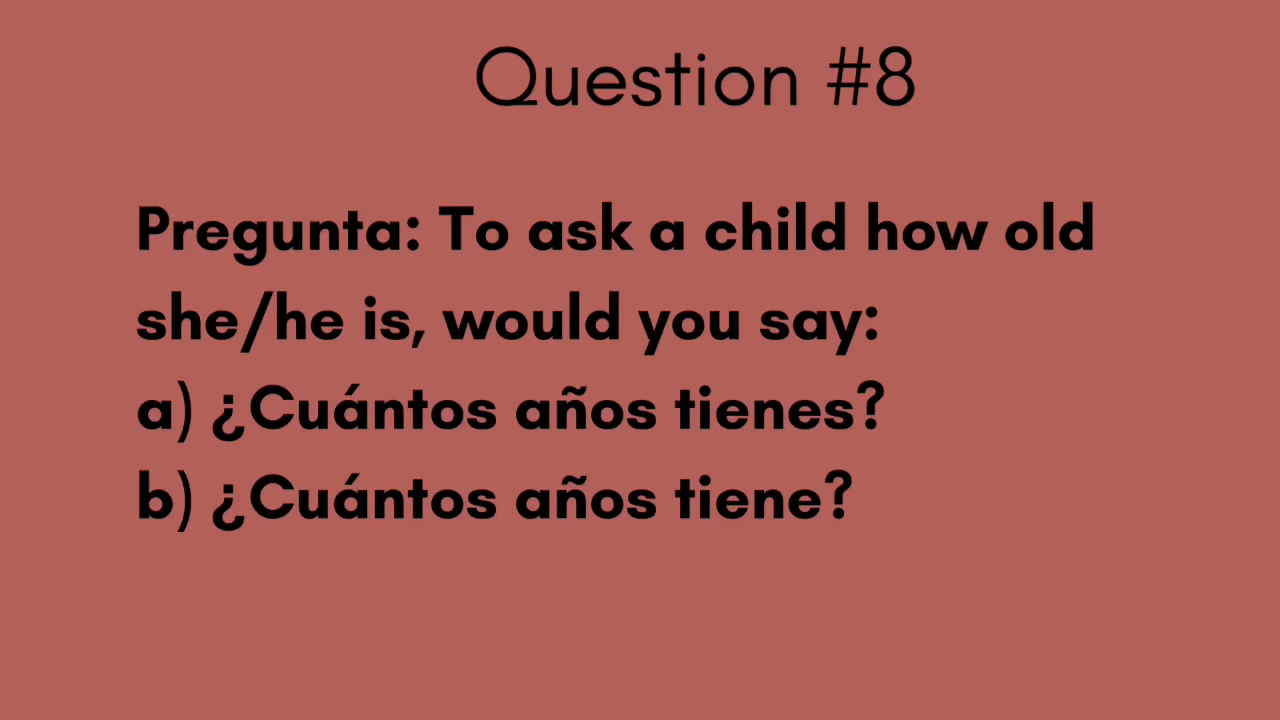 Question #8
Pregunta: To ask a child how old
she/he is, would you say:
a) ¿Cuántos años tienes?
b) ¿Cuántos años tiene?